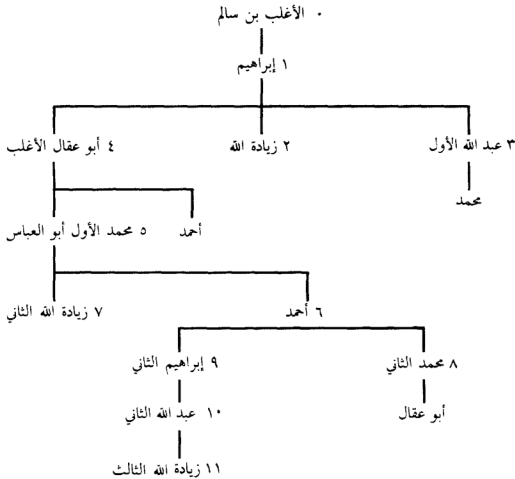 ٠ الأغلب بن سالم
١ إبراهيم
٣ عبد الله الأول
٢ زيادة الله
٤ أبو عقال الأغلب
محمد
أحمد
٥ محمد الأول أبو العباس
٦ أحمد
٧ زيادة الله الثاني
٨ محمد الثاني
٩ إبراهيم الثاني
أبو عقال
١٠ عبد الله الثاني
١١ زيادة الله الثالث